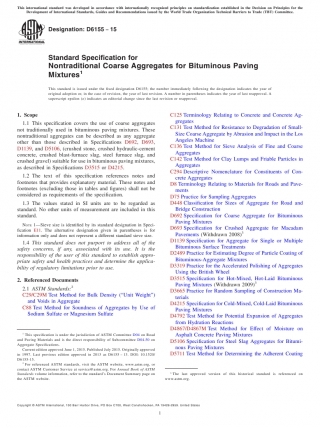 This international standard was developed in accordance with internationally recognized principles on standardization established in the Decision on Principles for the
Development of International Standards, Guides and Recommendations issued by the World Trade Organization Technical Barriers to Trade (TBT) Committee.
INTERNATIONAL
Designation: D6155 − 15
Standard Specification for
Nontraditional Coarse Aggregates for Bituminous Paving
Mixtures1
This standard is issued under the fixed designation D6155; the number immediately following the designation indicates the year of
original adoption or, in the case of revision, the year of last revision. A number in parentheses indicates the year of last reapproval. A
superscript epsilon (ε) indicates an editorial change since the last revision or reapproval.
1. Scope
1.1 This specification covers the use of coarse aggregates
not traditionally used in bituminous paving mixtures. These
nontraditional aggregates can be described as any aggregate
other than those described in Specifications D692, D693,
D1139, and D5106, (crushed stone, crushed hydraulic-cement
concrete, crushed blast-furnace slag, steel furnace slag, and
crushed gravel) suitable for use in bituminous paving mixtures,
as described in Specifications D3515 or D4215.
1.2 The text of this specification references notes and
footnotes that provide explanatory material. These notes and
footnotes (excluding those in tables and figures) shall not be
considered as requirements of the specification.
1.3 The values stated in SI units are to be regarded as
standard. No other units of measurement are included in this
standard.
NOTE 1—Sieve size is identified by its standard designation in Specification
E11. The alternative designation given in parentheses is for
information only and does not represent a different standard sieve size.
1.4 This standard does not purport to address all of the
safety concerns, if any, associated with its use. It is the
responsibility of the user of this standard to establish appropriate
safety and health practices and determine the applicability
of regulatory limitations prior to use.
2. Referenced Documents
2.1 ASTM Standards:2
C29/C29M Test Method for Bulk Density (“Unit Weight”)
and Voids in Aggregate
C88 Test Method for Soundness of Aggregates by Use of
Sodium Sulfate or Magnesium Sulfate
1 This specification is under the jurisdiction of ASTM Committee D04 on Road
and Paving Materials and is the direct responsibility of Subcommittee D04.50 on
Aggregate Specifications.
Current edition approved June 1, 2015. Published July 2015. Originally approved
in 1997. Last previous edition approved in
2 For referenced ASTM standards, visit the ASTM website, www.astm.org, or
contact ASTM Customer Service at service@astm.org. For Annual Book of ASTM
Standards volume information, refer to the standard's Document Summary page on
the ASTM website.
C125 Terminology Relating to Concrete and Concrete Aggregates
C131 Test Method for Resistance to Degradation of Small-
Size Coarse Aggregate by Abrasion and Impact in the Los
Angeles Machine
C136 Test Method for Sieve Analysis of Fine and Coarse
Aggregates
C142 Test Method for Clay Lumps and Friable Particles in
Aggregates
C294 Descriptive Nomenclature for Constituents of Concrete
Aggregates
D8 Terminology Relating to Materials for Roads and Pavements
D75 Practice for Sampling Aggregates
D448 Classification for Sizes of Aggregate for Road and
Bridge Construction
D692 Specification for Coarse Aggregate for Bituminous
Paving Mixtures
D693 Specification for Crushed Aggregate for Macadam
Pavements (Withdrawn 2008)3
D1139 Specification for Aggregate for Single or Multiple
Bituminous Surface Treatments
D2489 Practice for Estimating Degree of Particle Coating of
Bituminous-Aggregate Mixtures
D3319 Practice for the Accelerated Polishing of Aggregates
Using the British Wheel
D3515 Specification for Hot-Mixed, Hot-Laid Bituminous
Paving Mixtures (Withdrawn 2009)3
D3665 Practice for Random Sampling of Construction Materials
D4215 Specification for Cold-Mixed, Cold-Laid Bituminous
Paving Mixtures
D4792 Test Method for Potential Expansion of Aggregates
from Hydration Reactions
D4867/D4867M Test Method for Effect of Moisture on
Asphalt Concrete Paving Mixtures
D5106 Specification for Steel Slag Aggregates for Bituminous
Paving Mixtures
D5711 Test Method for Determining the Adherent Coating
3 The last approved version of this historical standard is referenced on
www.astm.org.
Copyright © ASTM International, 100 Barr Harbor Drive, PO Box C700, West Conshohocken, PA 19428-2959. United States
1